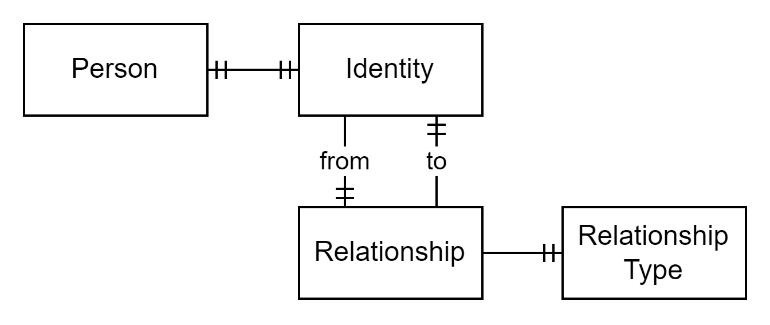 Person
Identity
from
to
Relationship
Relationship
Type